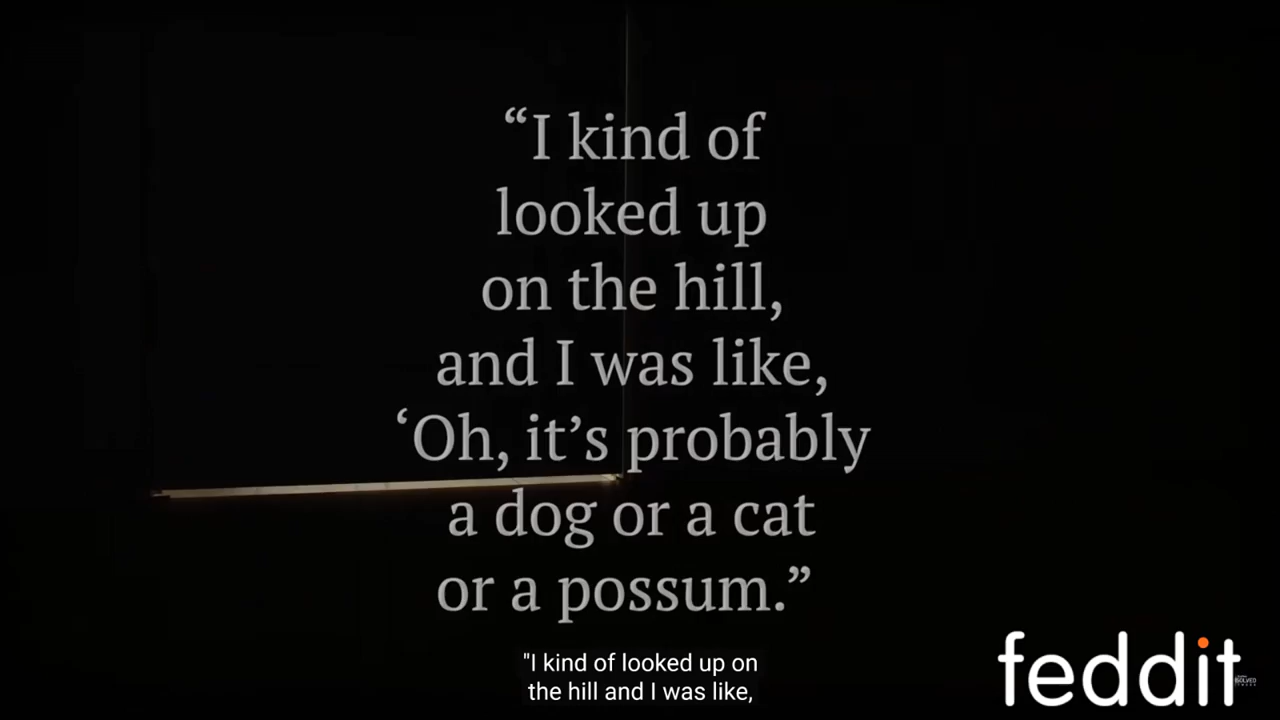 “I kind of
looked up
on the hill,
and I was like,
‘Oh, it’s probably
a dog or a cat
or a possum.”
"I kind of looked up on
the hill and I was like,
feddit